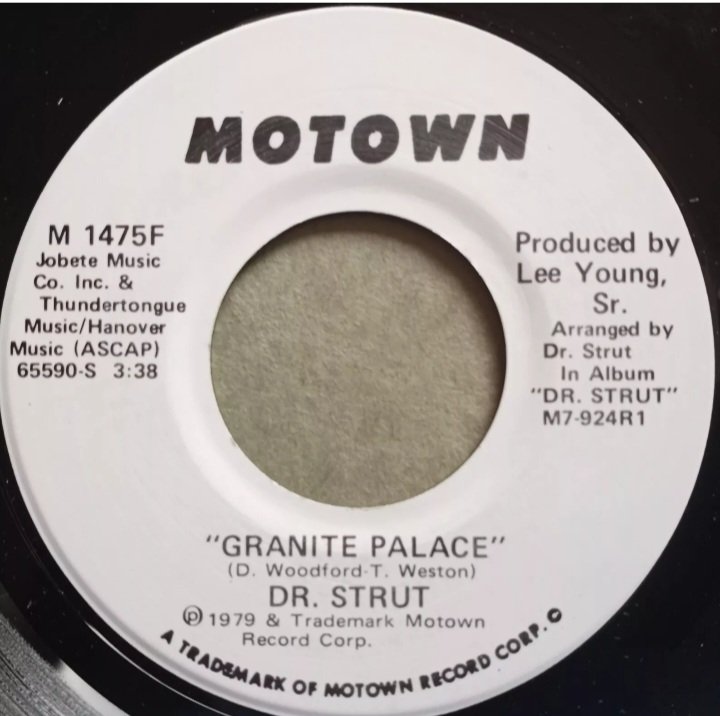 MOTOWN
M 1475F
Jobete Music
Co. Inc. &
Thundertongue
Music/Hanover
Music (ASCAP)
65590-S 3:38
Produced by
Lee Young,
Sr.
Arranged by
Dr. Strut
In Album
"DR. STRUT"
M7-924R1
"GRANITE PALACE"
(D. Woodford-T. Weston)
DR. STRUT
℗ 1979 & Trademark Motown
Record Corp.
A TRADEMARK OF MOTOWN RECORD CORP. ©